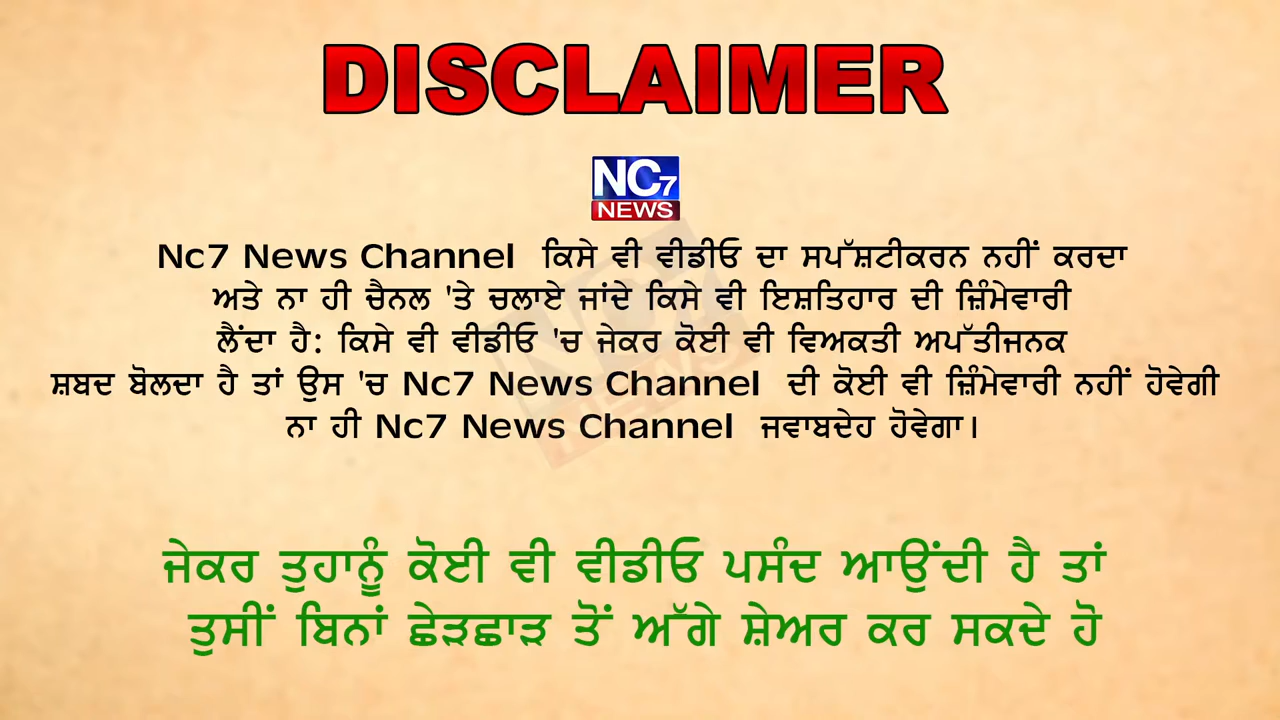 DISCLAIMER
NC7
NEWS
Nc7 News Channel ਕਿਸੇ ਵੀ ਵੀਡੀਓ ਦਾ ਸਪੱਸ਼ਟੀਕਰਨ ਨਹੀਂ ਕਰਦਾ
ਅਤੇ ਨਾ ਹੀ ਚੈਨਲ 'ਤੇ ਚਲਾਏ ਜਾਂਦੇ ਕਿਸੇ ਵੀ ਇਸ਼ਤਿਹਾਰ ਦੀ ਜ਼ਿੰਮੇਵਾਰੀ
ਲੈਂਦਾ ਹੈ: ਕਿਸੇ ਵੀ ਵੀਡੀਓ 'ਚ ਜੇਕਰ ਕੋਈ ਵੀ ਵਿਅਕਤੀ ਅਪੱਤੀਜਨਕ
ਸ਼ਬਦ ਬੋਲਦਾ ਹੈ ਤਾਂ ਉਸ 'ਚ Nc7 News Channel ਦੀ ਕੋਈ ਵੀ ਜ਼ਿੰਮੇਵਾਰੀ ਨਹੀਂ ਹੋਵੇਗੀ
ਨਾ ਹੀ Nc7 News Channel ਜਵਾਬਦੇਹ ਹੋਵੇਗਾ।
ਜੇਕਰ ਤੁਹਾਨੂੰ ਕੋਈ ਵੀ ਵੀਡੀਓ ਪਸੰਦ ਆਉਂਦੀ ਹੈ ਤਾਂ
ਤੁਸੀਂ ਬਿਨਾਂ ਛੇੜਛਾੜ ਤੋਂ ਅੱਗੇ ਸ਼ੇਅਰ ਕਰ ਸਕਦੇ ਹੋ